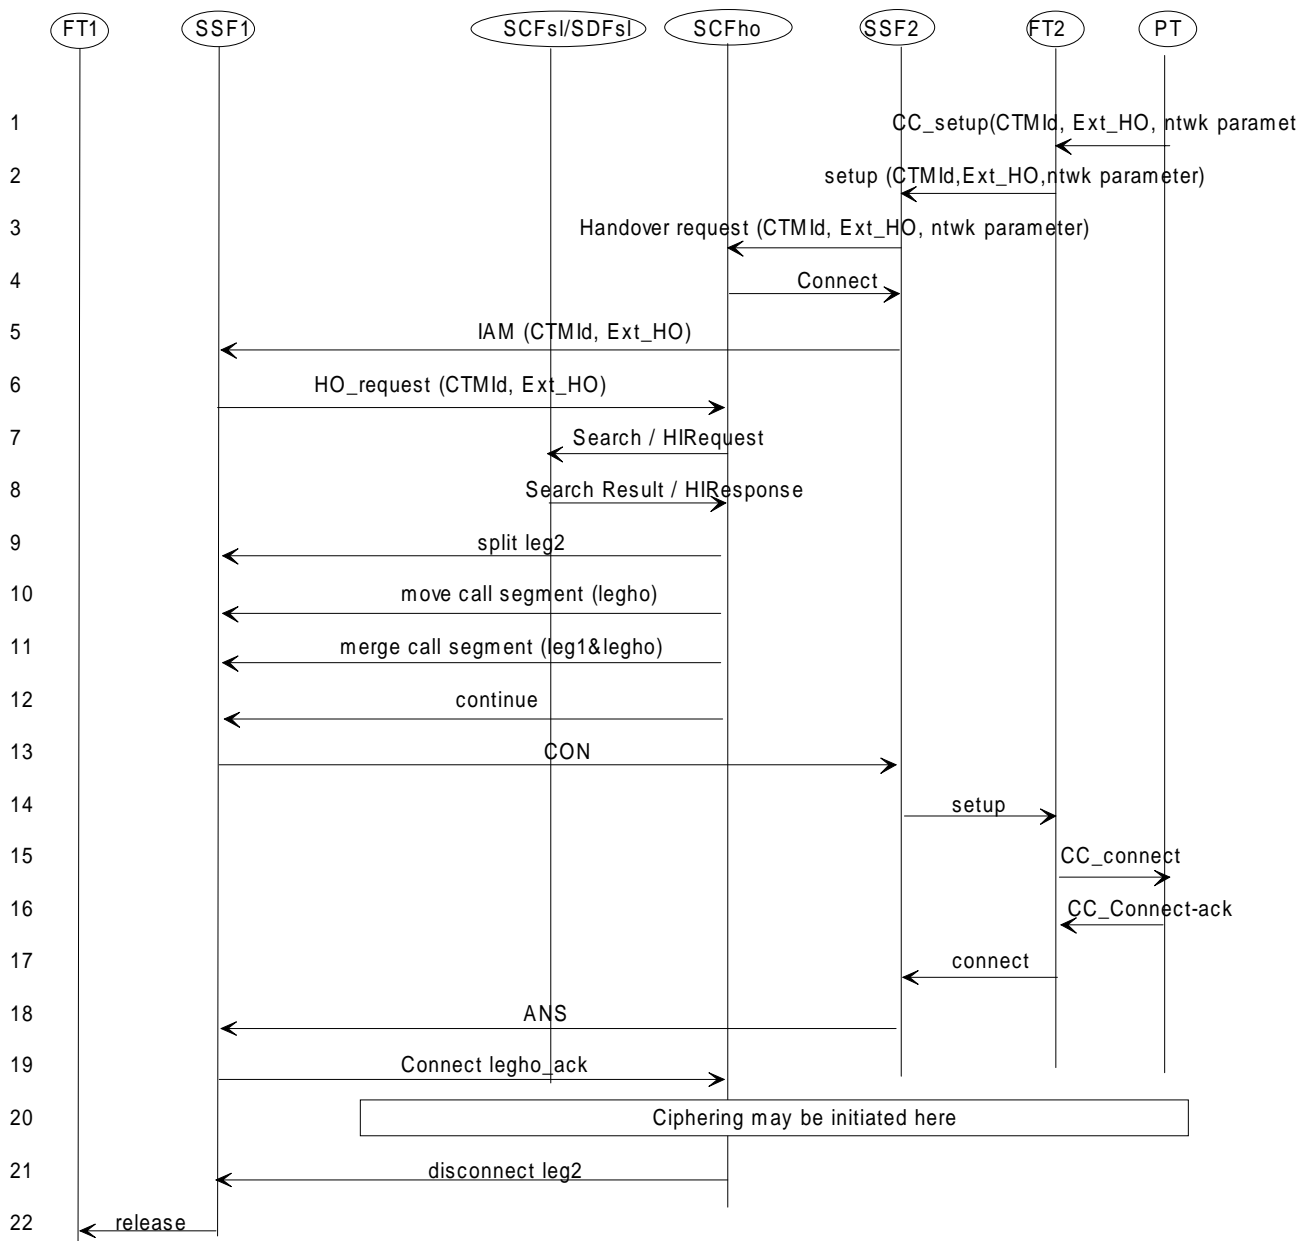 FT1 SSF1 SCFsl/SDFsl SCFho SSF2 FT2 PT
1 CC_setup(CTMId, Ext_HO, ntwk paramet
2 setup (CTMId,Ext_HO,ntwk parameter)
3 Handover request (CTMId, Ext_HO, ntwk parameter)
4 Connect
5 IAM (CTMId, Ext_HO)
6 HO_request (CTMId, Ext_HO)
7 Search / HIRequest
8 Search Result / HIResponse
9 split leg2
10 move call segment (legho)
11 merge call segment (leg1&legho)
12 continue
13 CON
14 setup
15 CC_connect
16 CC_Connect-ack
17 connect
18 ANS
19 Connect legho_ack
20 Ciphering may be initiated here
21 disconnect leg2
22 release